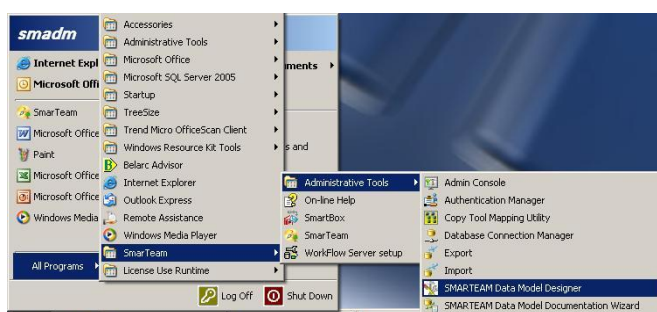 smadm
Internet Expl
Microsoft Offi
SmarTeam
Microsoft Office
Paint
Microsoft Office
Microsoft Office
Windows Media
All Programs
uments
s and
Log Off
Shut Down
Accessories
Administrative Tools
Microsoft Office
Microsoft SQL Server 2005
Startup
TreeSize
Trend Micro OfficeScan Client
Windows Resource Kit Tools
Belarc Advisor
Internet Explorer
Outlook Express
Remote Assistance
Windows Media Player
SmarTeam
License Use Runtime
Administrative Tools
On-line Help
SmartBox
SmarTeam
WorkFlow Server setup
Admin Console
Authentication Manager
Copy Tool Mapping Utility
Database Connection Manager
Export
Import
SMARTEAM Data Model Designer
SMARTEAM Data Model Documentation Wizard